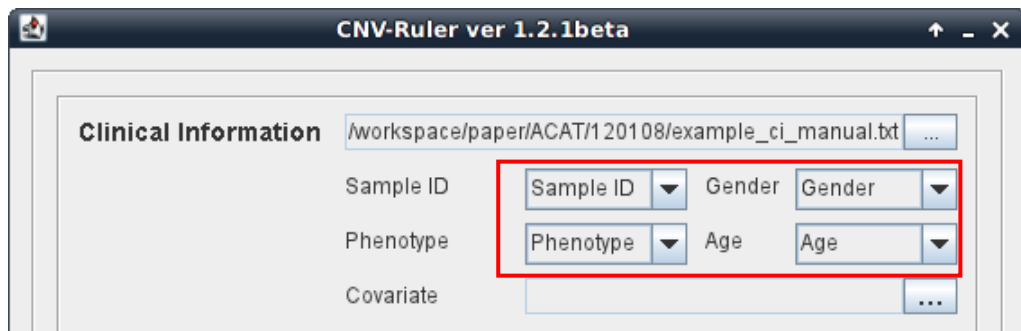 CNV-Ruler ver 1.2.1beta
Clinical Information /workspace/paper/ACAT/120108/example_ci_manual.txt ...
Sample ID Sample ID Gender Gender
Phenotype Phenotype Age Age
Covariate ...